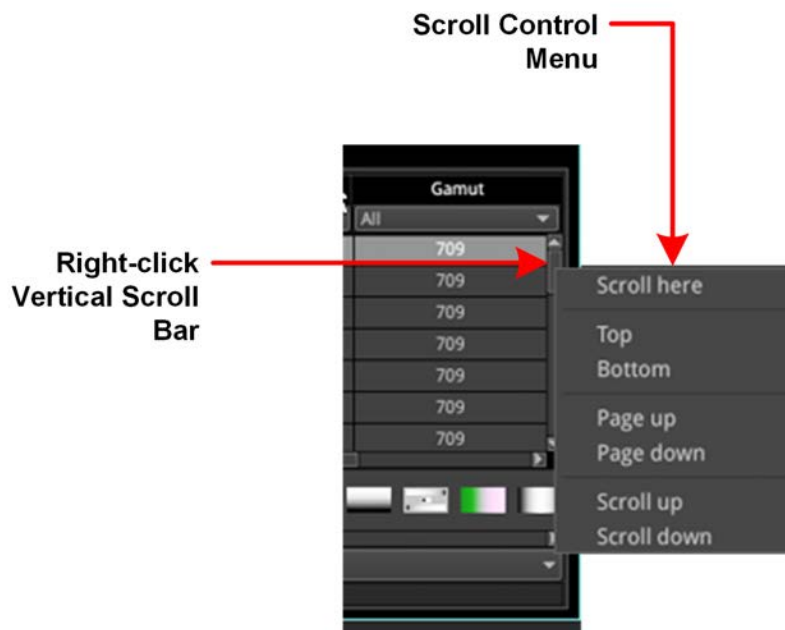 Scroll Control
Menu
Gamut
All
709
709
709
709
709
709
709
Right-click
Vertical Scroll
Bar
Scroll here
Top
Bottom
Page up
Page down
Scroll up
Scroll down